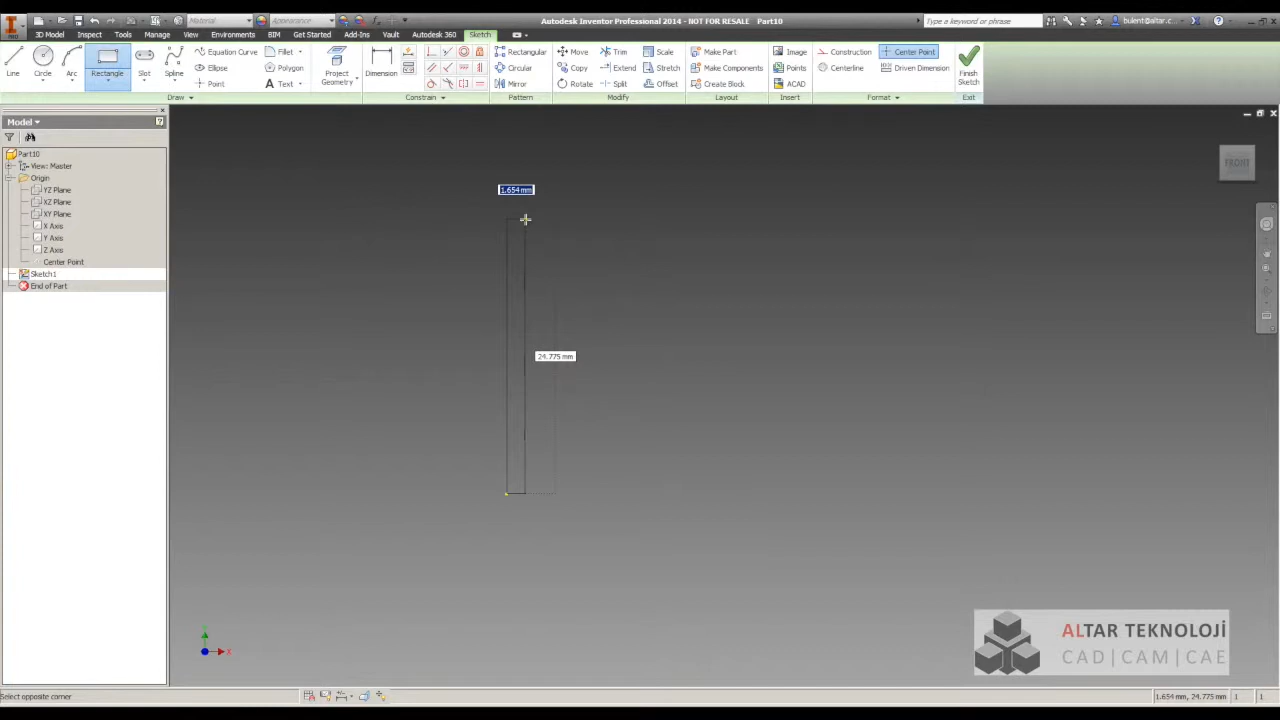 Material
Appearance
Autodesk Inventor Professional 2014 - NOT FOR RESALE Part10
Type a keyword or phrase
bulent@altar.c...
PRO
3D Model
Inspect
Tools
Manage
View
Environments
BIM
Get Started
Add-Ins
Vault
Autodesk 360
Sketch
Line
Circle
Arc
Rectangle
Slot
Spline
Equation Curve
Ellipse
Point
Fillet
Polygon
Text
Project
Geometry
Dimension
Rectangular
Circular
Mirror
Move
Copy
Rotate
Trim
Extend
Split
Scale
Stretch
Offset
Make Part
Make Components
Create Block
Image
Points
ACAD
Construction
Centerline
Center Point
Driven Dimension
Finish
Sketch
Draw
Constrain
Pattern
Modify
Layout
Insert
Format
Exit
Model
Part10
View: Master
Origin
YZ Plane
XZ Plane
XY Plane
X Axis
Y Axis
Z Axis
Center Point
Sketch1
End of Part
1.654 mm
24.775 mm
FRONT
Y
X
ALTAR TEKNOLOJİ
CAD|CAM|CAE
Select opposite corner
1.654 mm, 24.775 mm
1
1